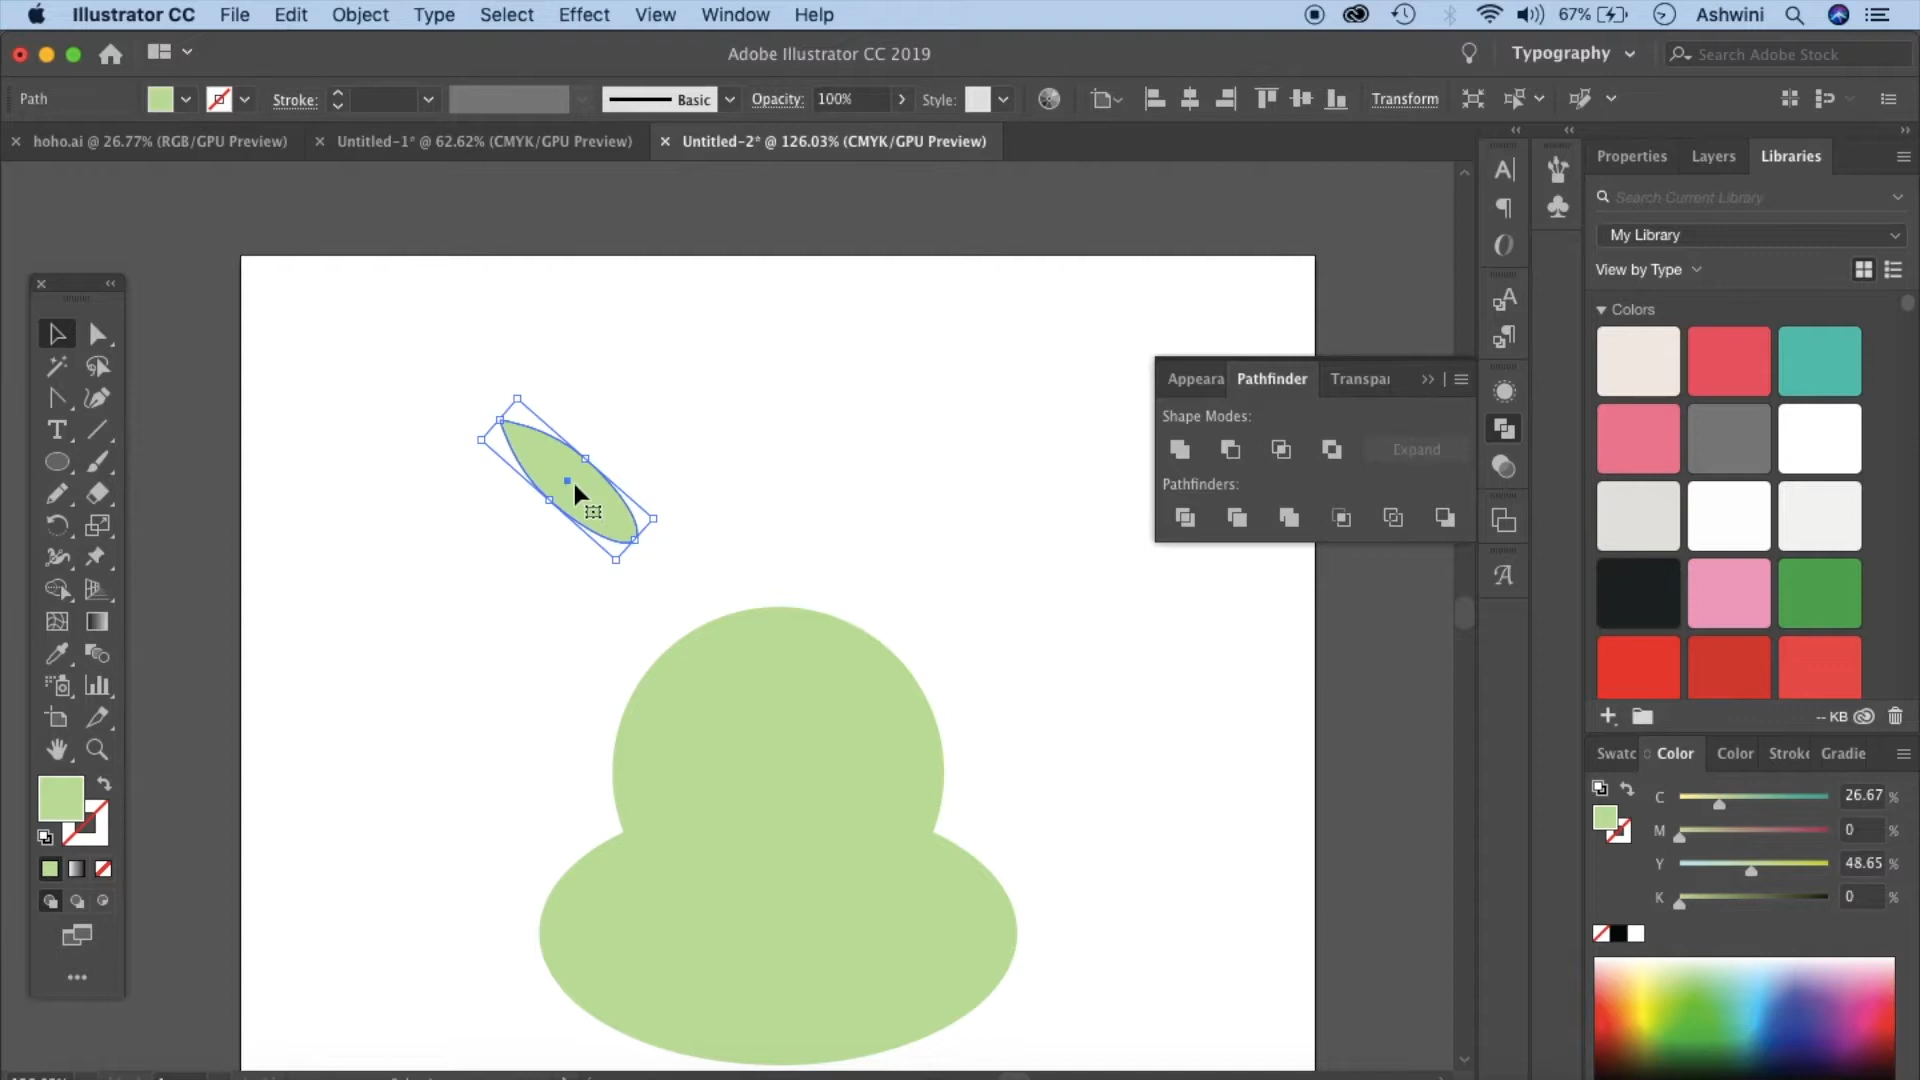 Illustrator CC File Edit Object Type Select Effect View Window Help 67% Ashwini
Adobe Illustrator CC 2019 Typography Search Adobe Stock
Path Stroke: Basic Opacity: 100% Style: Transform
hoho.ai @ 26.77% (RGB/GPU Preview) Untitled-1* @ 62.62% (CMYK/GPU Preview) Untitled-2* @ 126.03% (CMYK/GPU Preview)
Properties Layers Libraries
Search Current Library
My Library
View by Type
Colors
Appeara Pathfinder Transpar
Shape Modes:
Expand
Pathfinders:
-- KB
Swatc Color Color Stroke Gradie
C 26.67 %
M 0 %
Y 48.65 %
K 0 %